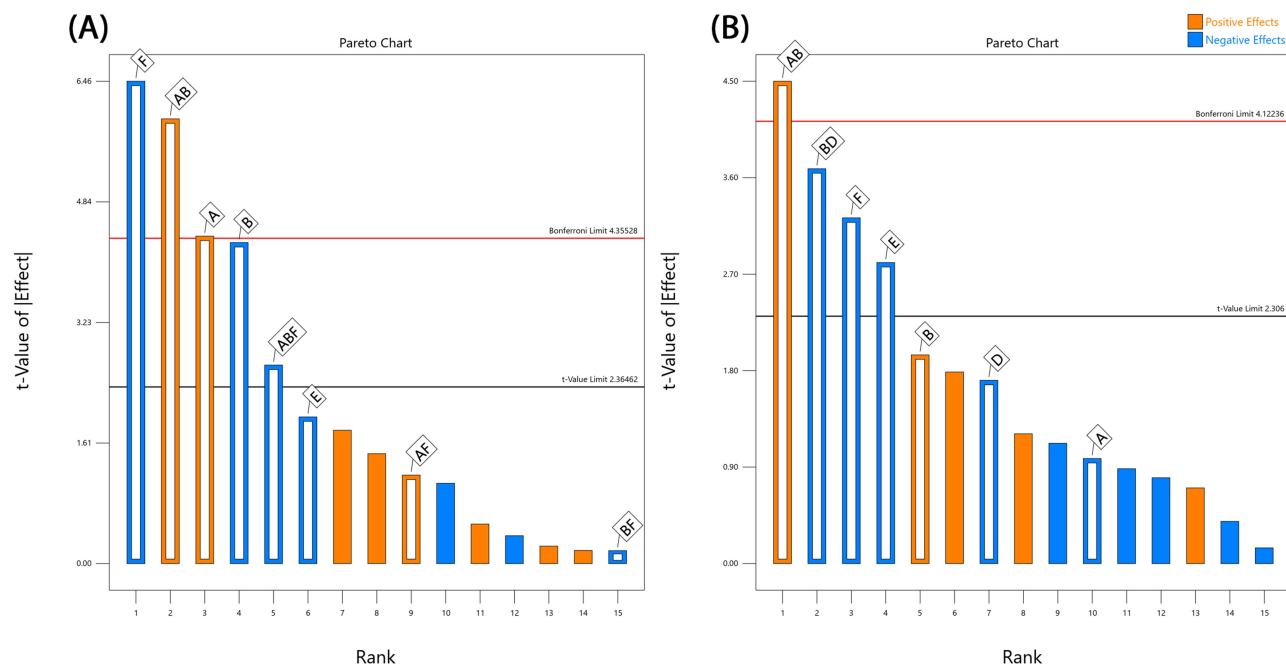 (A)
Pareto Chart
t-Value of |Effect|
6.46
4.84
3.23
1.61
0.00
F
AB
A
B
ABF
E
AF
BF
Bonferroni Limit 4.35528
t-Value Limit 2.36462
1 2 3 4 5 6 7 8 9 10 11 12 13 14 15
Rank
(B)
Positive Effects
Negative Effects
Pareto Chart
t-Value of |Effect|
4.50
3.60
2.70
1.80
0.90
0.00
AB
BD
F
E
B
D
A
Bonferroni Limit 4.12236
t-Value Limit 2.306
1 2 3 4 5 6 7 8 9 10 11 12 13 14 15
Rank